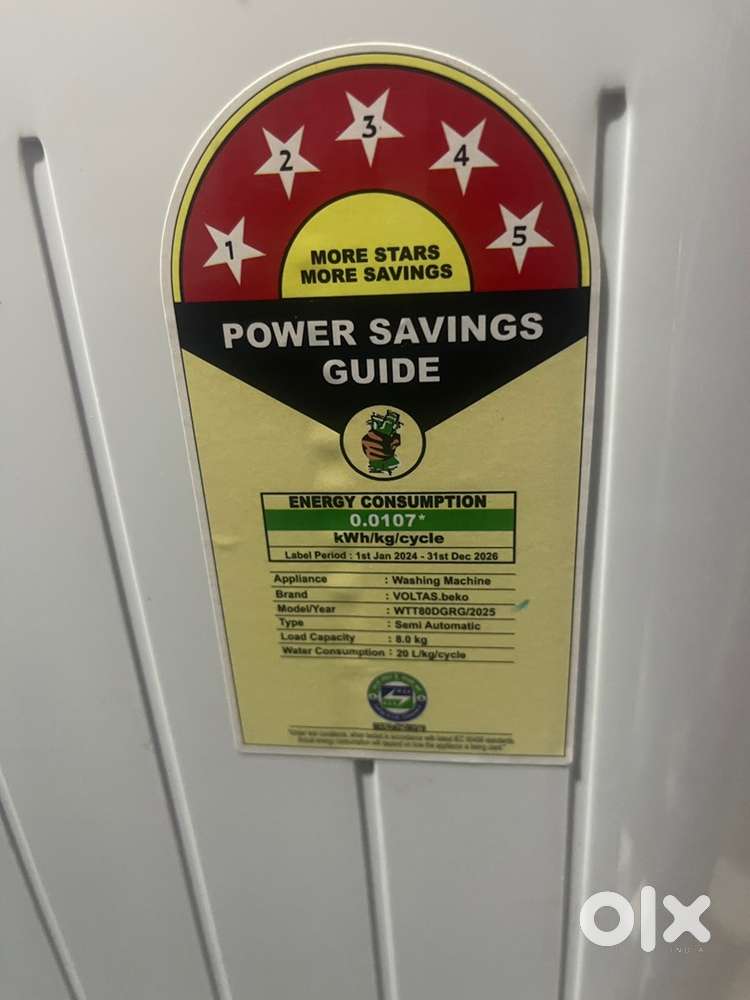 1
2
3
4
5
MORE STARS
MORE SAVINGS
POWER SAVINGS
GUIDE
ENERGY CONSUMPTION
0.0107*
kWh/kg/cycle
Label Period : 1st Jan 2024 - 31st Dec 2026
Appliance : Washing Machine
Brand : VOLTAS.beko
Model/Year : WTT80DGRG/2025
Type : Semi Automatic
Load Capacity : 8.0 kg
Water Consumption : 20 L/kg/cycle
olx
INDIA